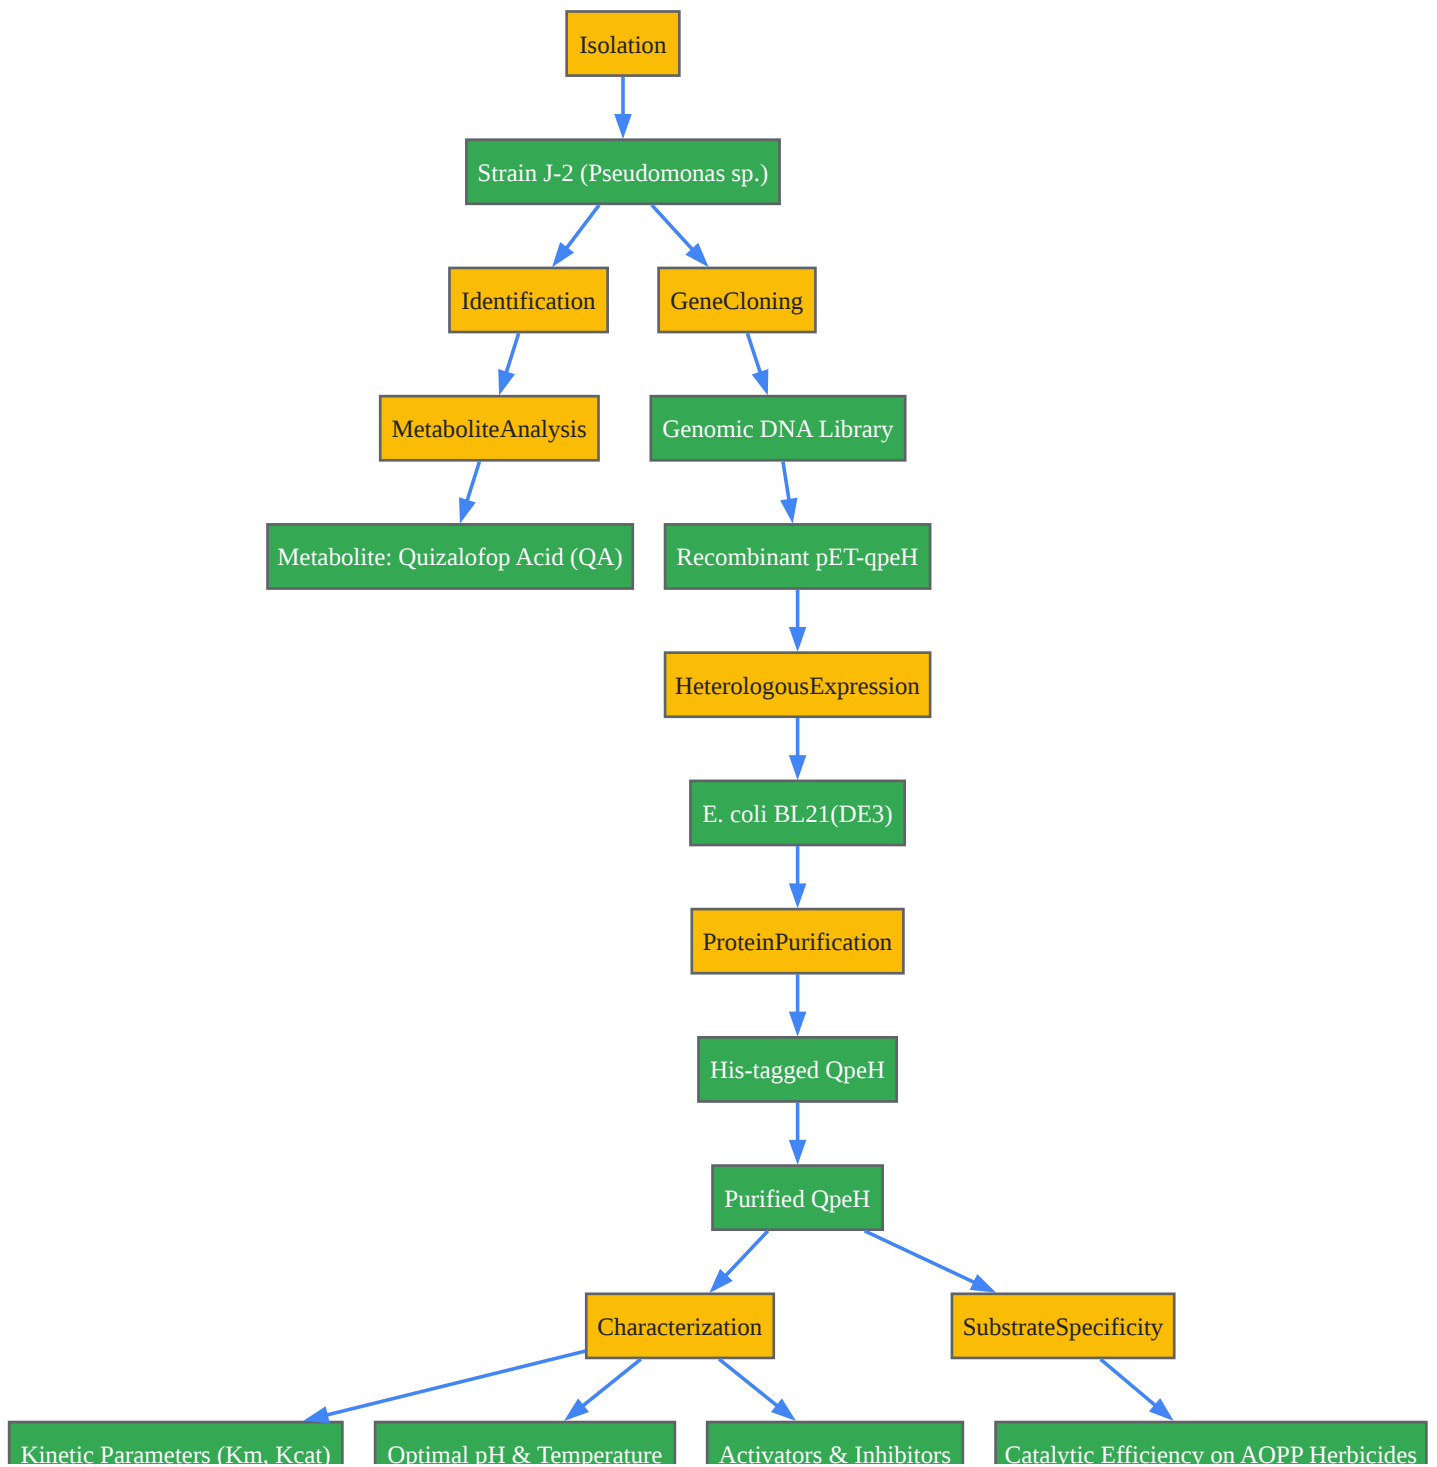 Isolation
Strain J-2 (Pseudomonas sp.)
Identification
GeneCloning
MetaboliteAnalysis
Genomic DNA Library
Metabolite: Quizalofop Acid (QA)
Recombinant pET-qpeH
HeterologousExpression
E. coli BL21(DE3)
ProteinPurification
His-tagged QpeH
Purified QpeH
Characterization
SubstrateSpecificity
Kinetic Parameters (Km, Kcat)
Optimal pH & Temperature
Activators & Inhibitors
Catalytic Efficiency on AOPP Herbicides